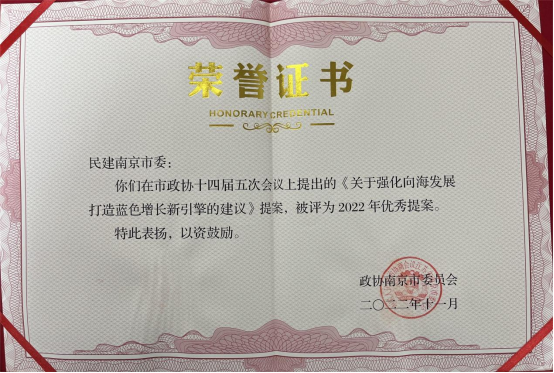 荣誉证书
HONORARY CREDENTIAL
民建南京市委：
你们在市政协十四届五次会议上提出的《关于强化向海发展
打造蓝色增长新引擎的建议》提案，被评为 2022 年优秀提案。
特此表扬，以资鼓励。
政协南京市委员会
二〇二二年十一月